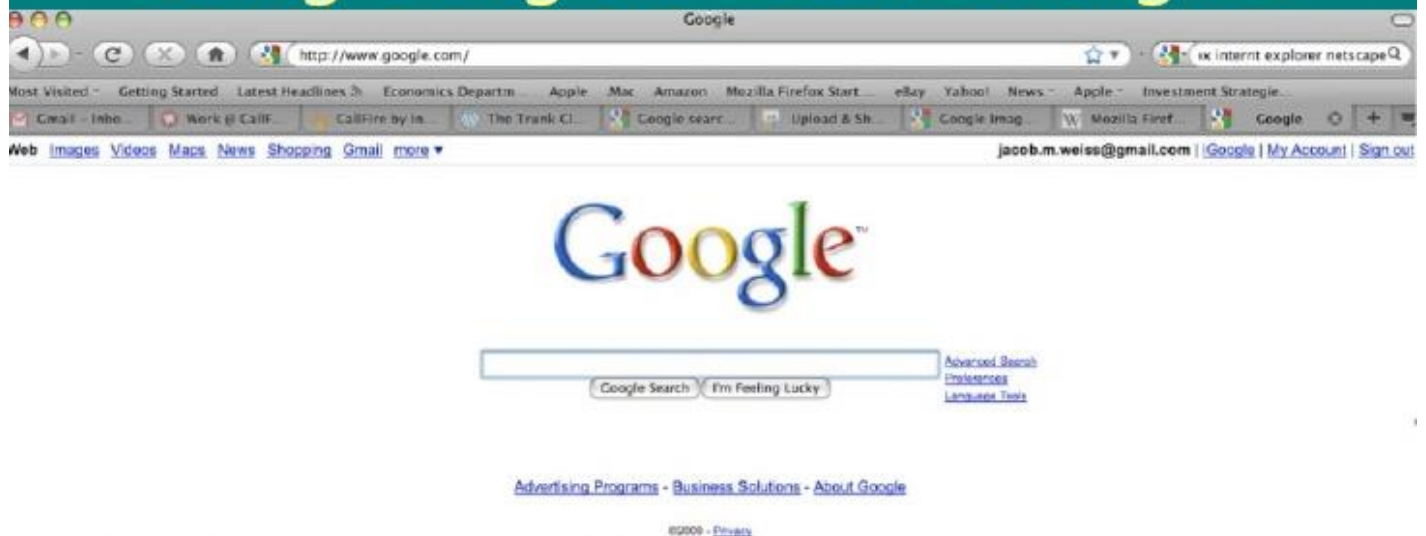 Google
http://www.google.com/ internt explorer netscape
Most Visited Getting Started Latest Headlines Economics Departm... Apple Mac Amazon Mozilla Firefox Start ... eBay Yahoo! News Apple Investment Strategie...
Gmail - Inbo... Work @ CallF... CallFire by In... The Trunk Cl... Google searc... Upload & Sh... Google Imag... Mozilla Firef... Google
Web Images Videos Maps News Shopping Gmail more ▼ jacob.m.weiss@gmail.com | iGoogle | My Account | Sign out
Google™
Advanced Search
Preferences
Language Tools
Google Search I'm Feeling Lucky
Advertising Programs - Business Solutions - About Google
©2009 - Privacy